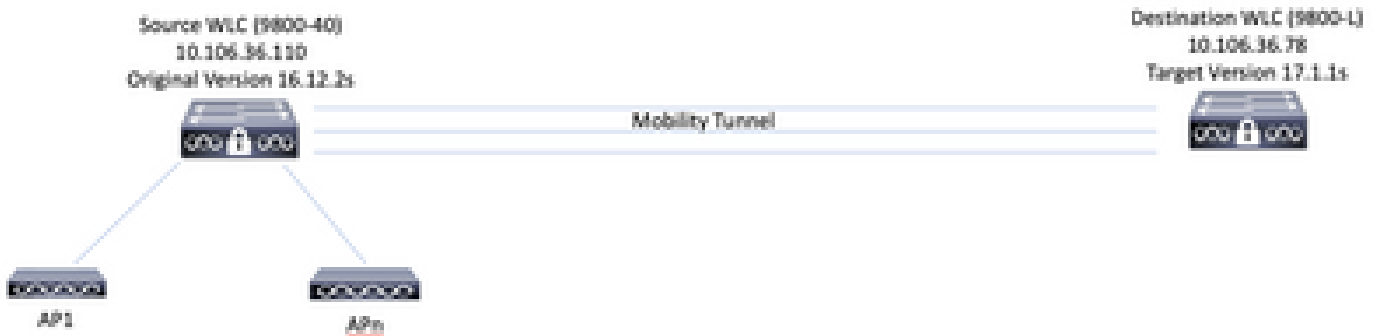 Source WLC (9800-40)
10.106.36.110
Original Version 16.12.2s
Destination WLC (9800-L)
10.106.36.78
Target Version 17.1.1s
Mobility Tunnel
AP1
APn